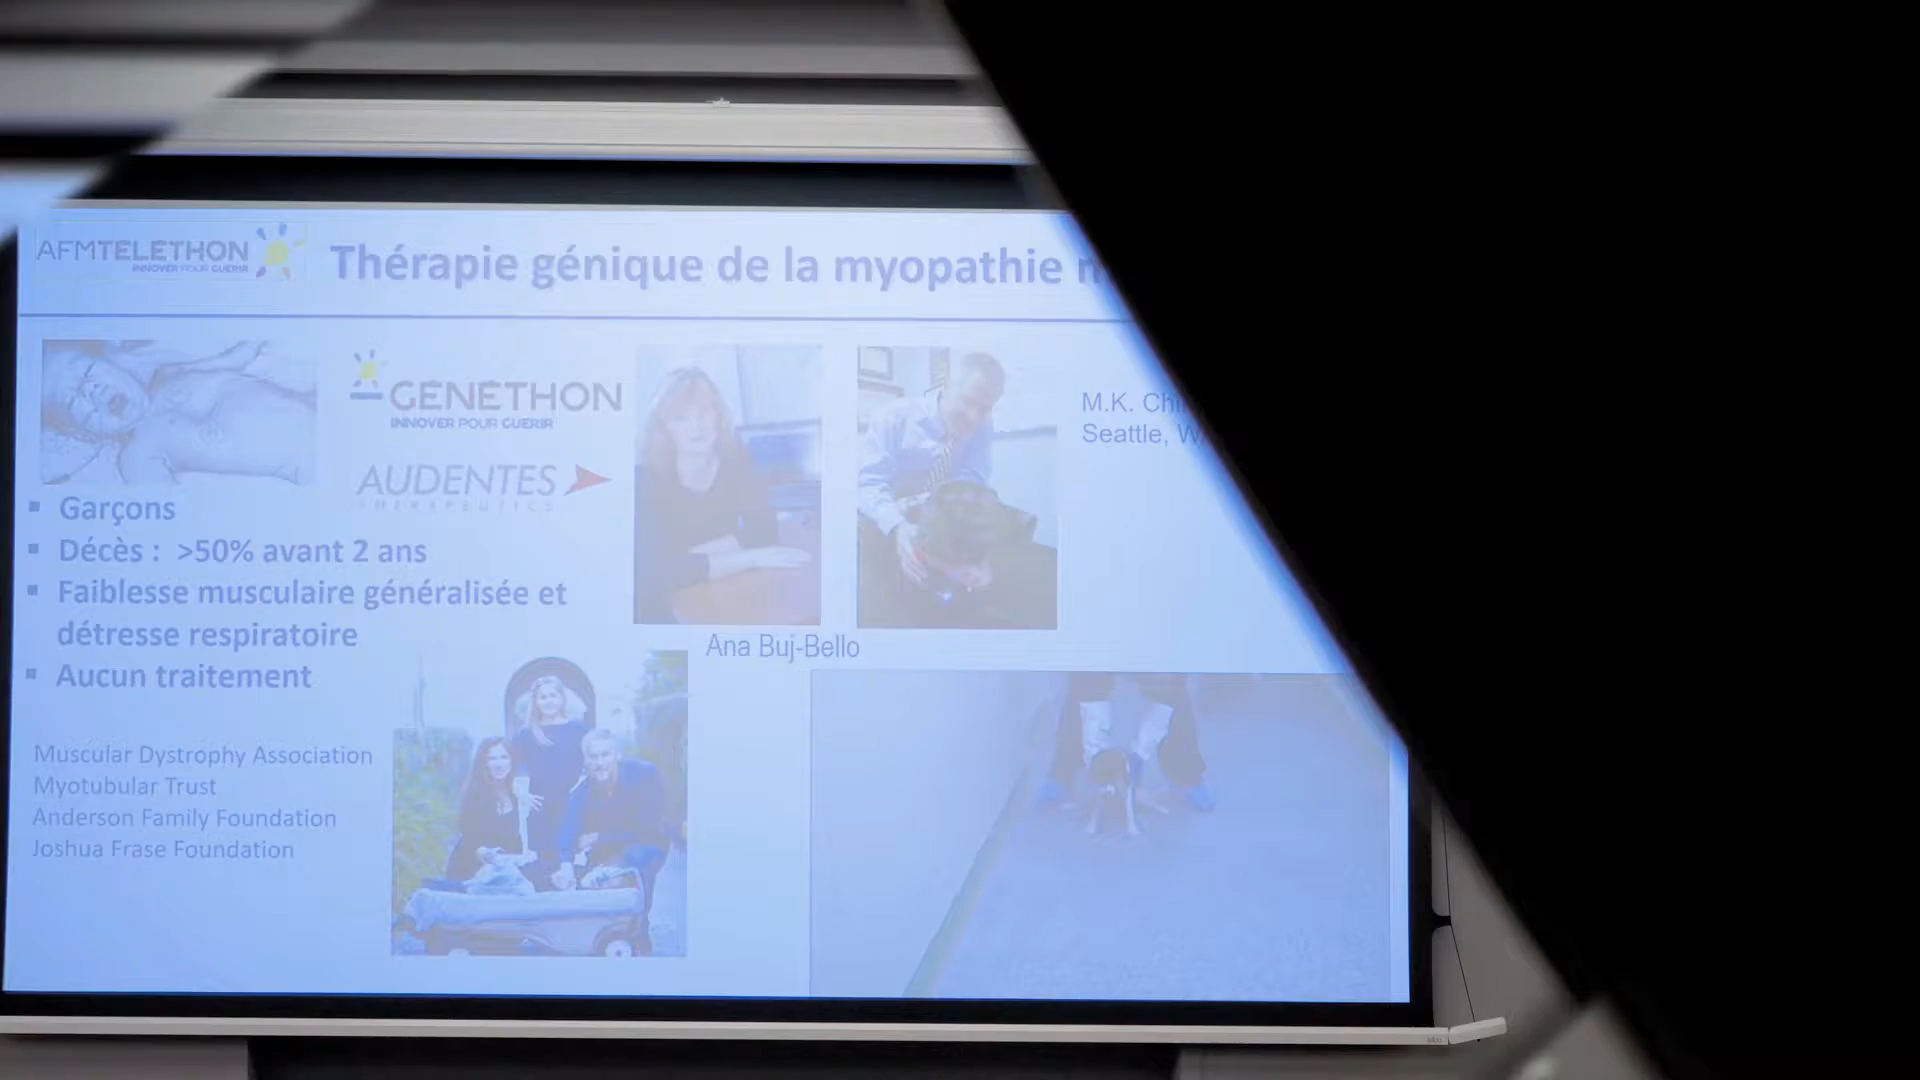 AFMTELETHON
INNOVER POUR GUERIR
Thérapie génique de la myopathie
GENETHON
INNOVER POUR GUERIR
AUDENTES
THERAPEUTICS
M.K.
Seattle,
▪ Garçons
▪ Décès : >50% avant 2 ans
▪ Faiblesse musculaire généralisée et
détresse respiratoire
▪ Aucun traitement
Ana Buj-Bello
Muscular Dystrophy Association
Myotubular Trust
Anderson Family Foundation
Joshua Frase Foundation